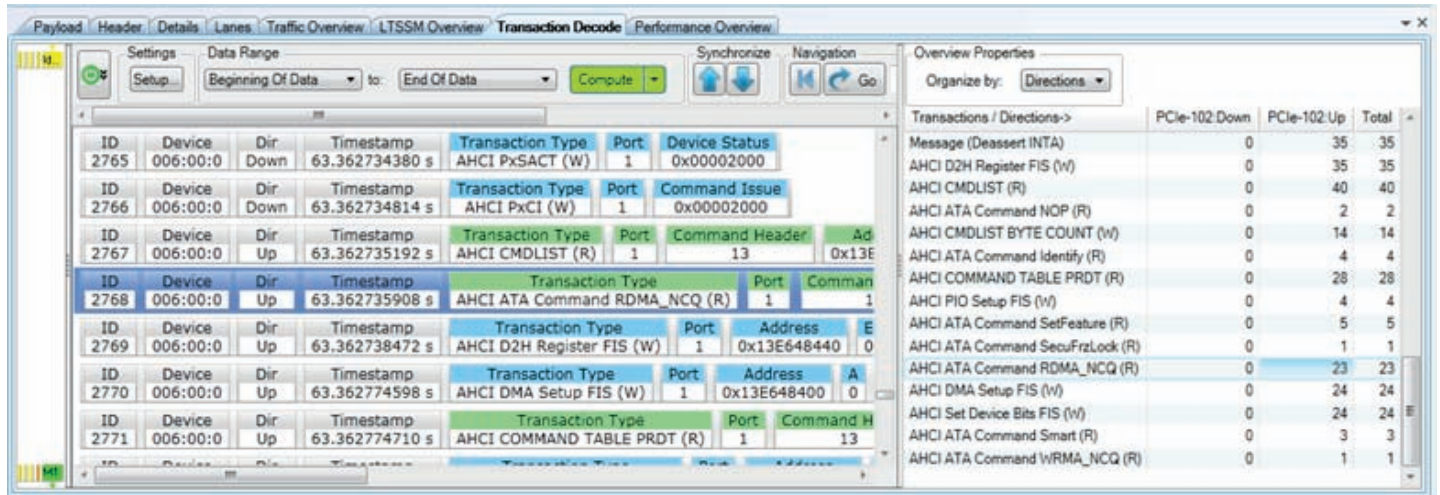 Payload Header Details Lanes Traffic Overview LTSSM Overview Transaction Decode Performance Overview
Settings Data Range Synchronize Navigation
Setup... Beginning Of Data to: End Of Data Compute Go
ID Device Dir Timestamp Transaction Type Port Device Status
2765 006:00:0 Down 63.362734380 s AHCI PxSACT (W) 1 0x00002000
ID Device Dir Timestamp Transaction Type Port Command Issue
2766 006:00:0 Down 63.362734814 s AHCI PxCI (W) 1 0x00002000
ID Device Dir Timestamp Transaction Type Port Command Header Ad
2767 006:00:0 Up 63.362735192 s AHCI CMDLIST (R) 1 13 0x13E
ID Device Dir Timestamp Transaction Type Port Comman
2768 006:00:0 Up 63.362735908 s AHCI ATA Command RDMA_NCQ (R) 1 1
ID Device Dir Timestamp Transaction Type Port Address E
2769 006:00:0 Up 63.362738472 s AHCI D2H Register FIS (W) 1 0x13E648440 0
ID Device Dir Timestamp Transaction Type Port Address A
2770 006:00:0 Up 63.362774598 s AHCI DMA Setup FIS (W) 1 0x13E648400 0
ID Device Dir Timestamp Transaction Type Port Command H
2771 006:00:0 Up 63.362774710 s AHCI COMMAND TABLE PRDT (R) 1 13
Overview Properties
Organize by: Directions
Transactions / Directions-> PCIe-102:Down PCIe-102:Up Total
Message (Deassert INTA) 0 35 35
AHCI D2H Register FIS (W) 0 35 35
AHCI CMDLIST (R) 0 40 40
AHCI ATA Command NOP (R) 0 2 2
AHCI CMDLIST BYTE COUNT (W) 0 14 14
AHCI ATA Command Identify (R) 0 4 4
AHCI COMMAND TABLE PRDT (R) 0 28 28
AHCI PIO Setup FIS (W) 0 4 4
AHCI ATA Command SetFeature (R) 0 5 5
AHCI ATA Command SecuFrzLock (R) 0 1 1
AHCI ATA Command RDMA_NCQ (R) 0 23 23
AHCI DMA Setup FIS (W) 0 24 24
AHCI Set Device Bits FIS (W) 0 24 24
AHCI ATA Command Smart (R) 0 3 3
AHCI ATA Command WRMA_NCQ (R) 0 1 1